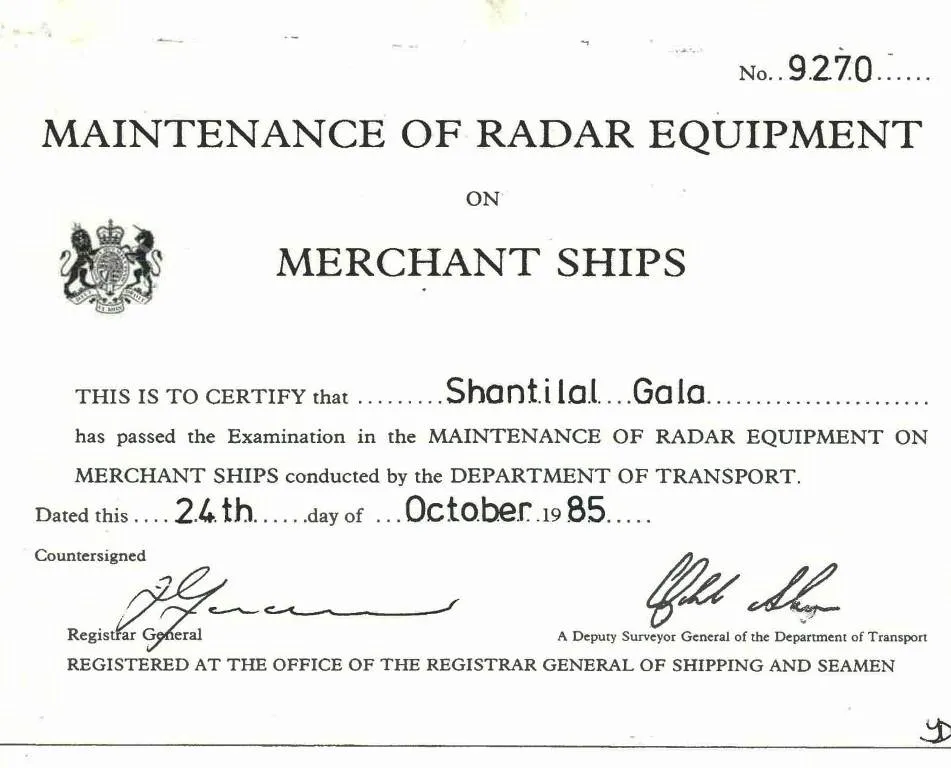 No..9270......
MAINTENANCE OF RADAR EQUIPMENT
ON
MERCHANT SHIPS
THIS IS TO CERTIFY that .........Shantilal....Gala.......................
has passed the Examination in the MAINTENANCE OF RADAR EQUIPMENT ON
MERCHANT SHIPS conducted by the DEPARTMENT OF TRANSPORT.
Dated this ....24th......day of ...October..1985.....
Countersigned
Registrar General
A Deputy Surveyor General of the Department of Transport
REGISTERED AT THE OFFICE OF THE REGISTRAR GENERAL OF SHIPPING AND SEAMEN